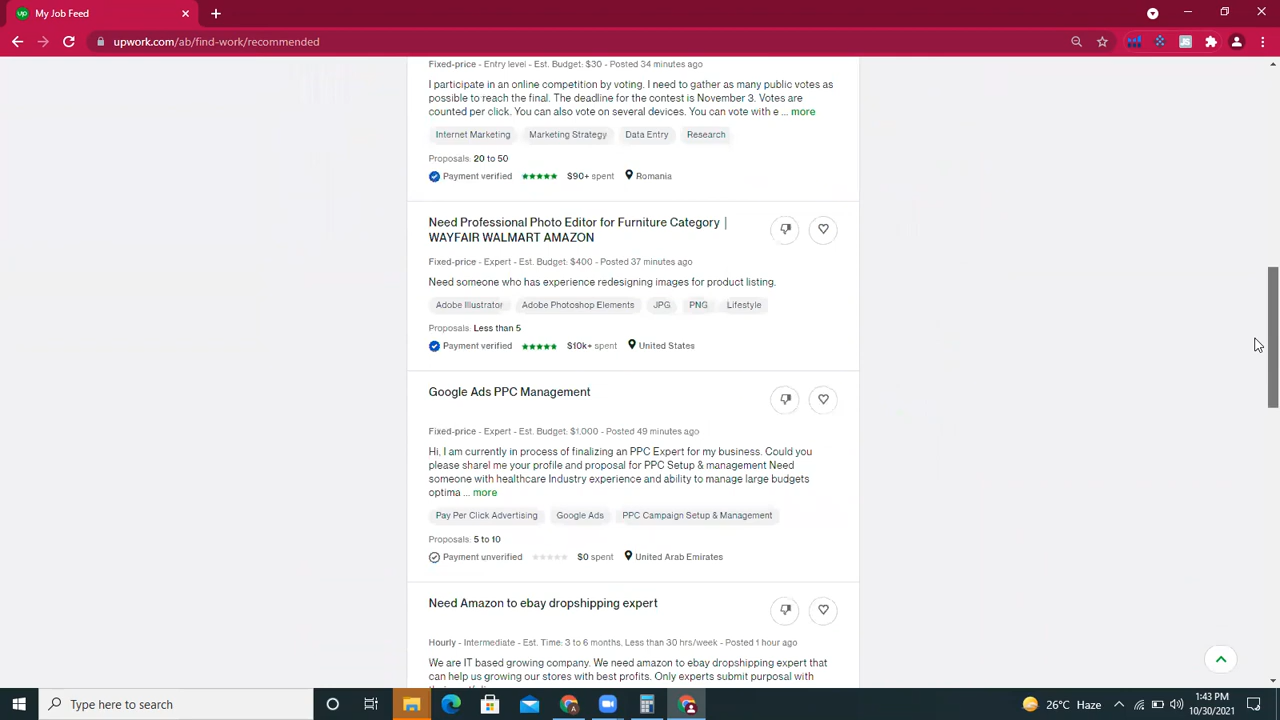 My Job Feed
upwork.com/ab/find-work/recommended
Fixed-price - Entry level - Est. Budget: $30 - Posted 34 minutes ago
I participate in an online competition by voting. I need to gather as many public votes as
possible to reach the final. The deadline for the contest is November 3. Votes are
counted per click. You can also vote on several devices. You can vote with e ... more
Internet Marketing Marketing Strategy Data Entry Research
Proposals: 20 to 50
Payment verified $90+ spent Romania
Need Professional Photo Editor for Furniture Category |
WAYFAIR WALMART AMAZON
Fixed-price - Expert - Est. Budget: $400 - Posted 37 minutes ago
Need someone who has experience redesigning images for product listing.
Adobe Illustrator Adobe Photoshop Elements JPG PNG Lifestyle
Proposals: Less than 5
Payment verified $10k+ spent United States
Google Ads PPC Management
Fixed-price - Expert - Est. Budget: $1,000 - Posted 49 minutes ago
Hi, I am currently in process of finalizing an PPC Expert for my business. Could you
please sharel me your profile and proposal for PPC Setup & management Need
someone with healthcare Industry experience and ability to manage large budgets
optima ... more
Pay Per Click Advertising Google Ads PPC Campaign Setup & Management
Proposals: 5 to 10
Payment unverified $0 spent United Arab Emirates
Need Amazon to ebay dropshipping expert
Hourly - Intermediate - Est. Time: 3 to 6 months, Less than 30 hrs/week - Posted 1 hour ago
We are IT based growing company. We need amazon to ebay dropshipping expert that
can help us growing our stores with best profits. Only experts submit purposal with
Type here to search
26°C Haze
1:43 PM
10/30/2021